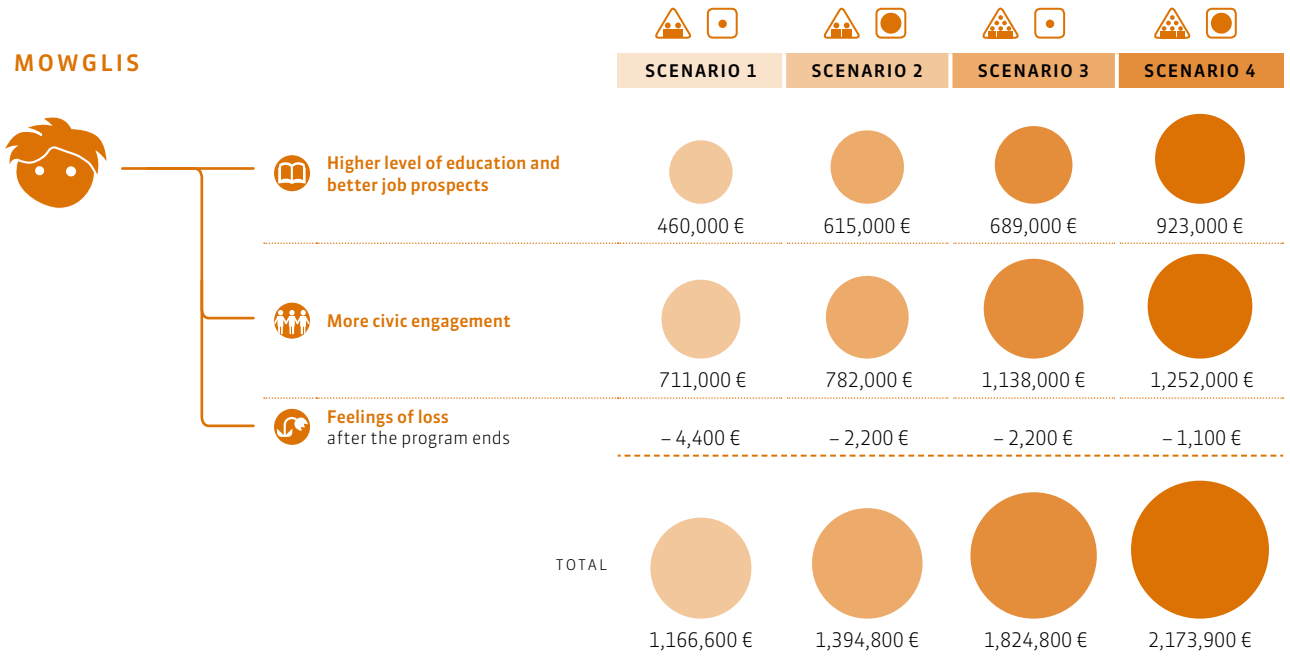 MOWGLIS
SCENARIO 1 SCENARIO 2 SCENARIO 3 SCENARIO 4
Higher level of education and
better job prospects
460,000 € 615,000 € 689,000 € 923,000 €
More civic engagement
711,000 € 782,000 € 1,138,000 € 1,252,000 €
Feelings of loss
after the program ends
– 4,400 € – 2,200 € – 2,200 € – 1,100 €
TOTAL
1,166,600 € 1,394,800 € 1,824,800 € 2,173,900 €